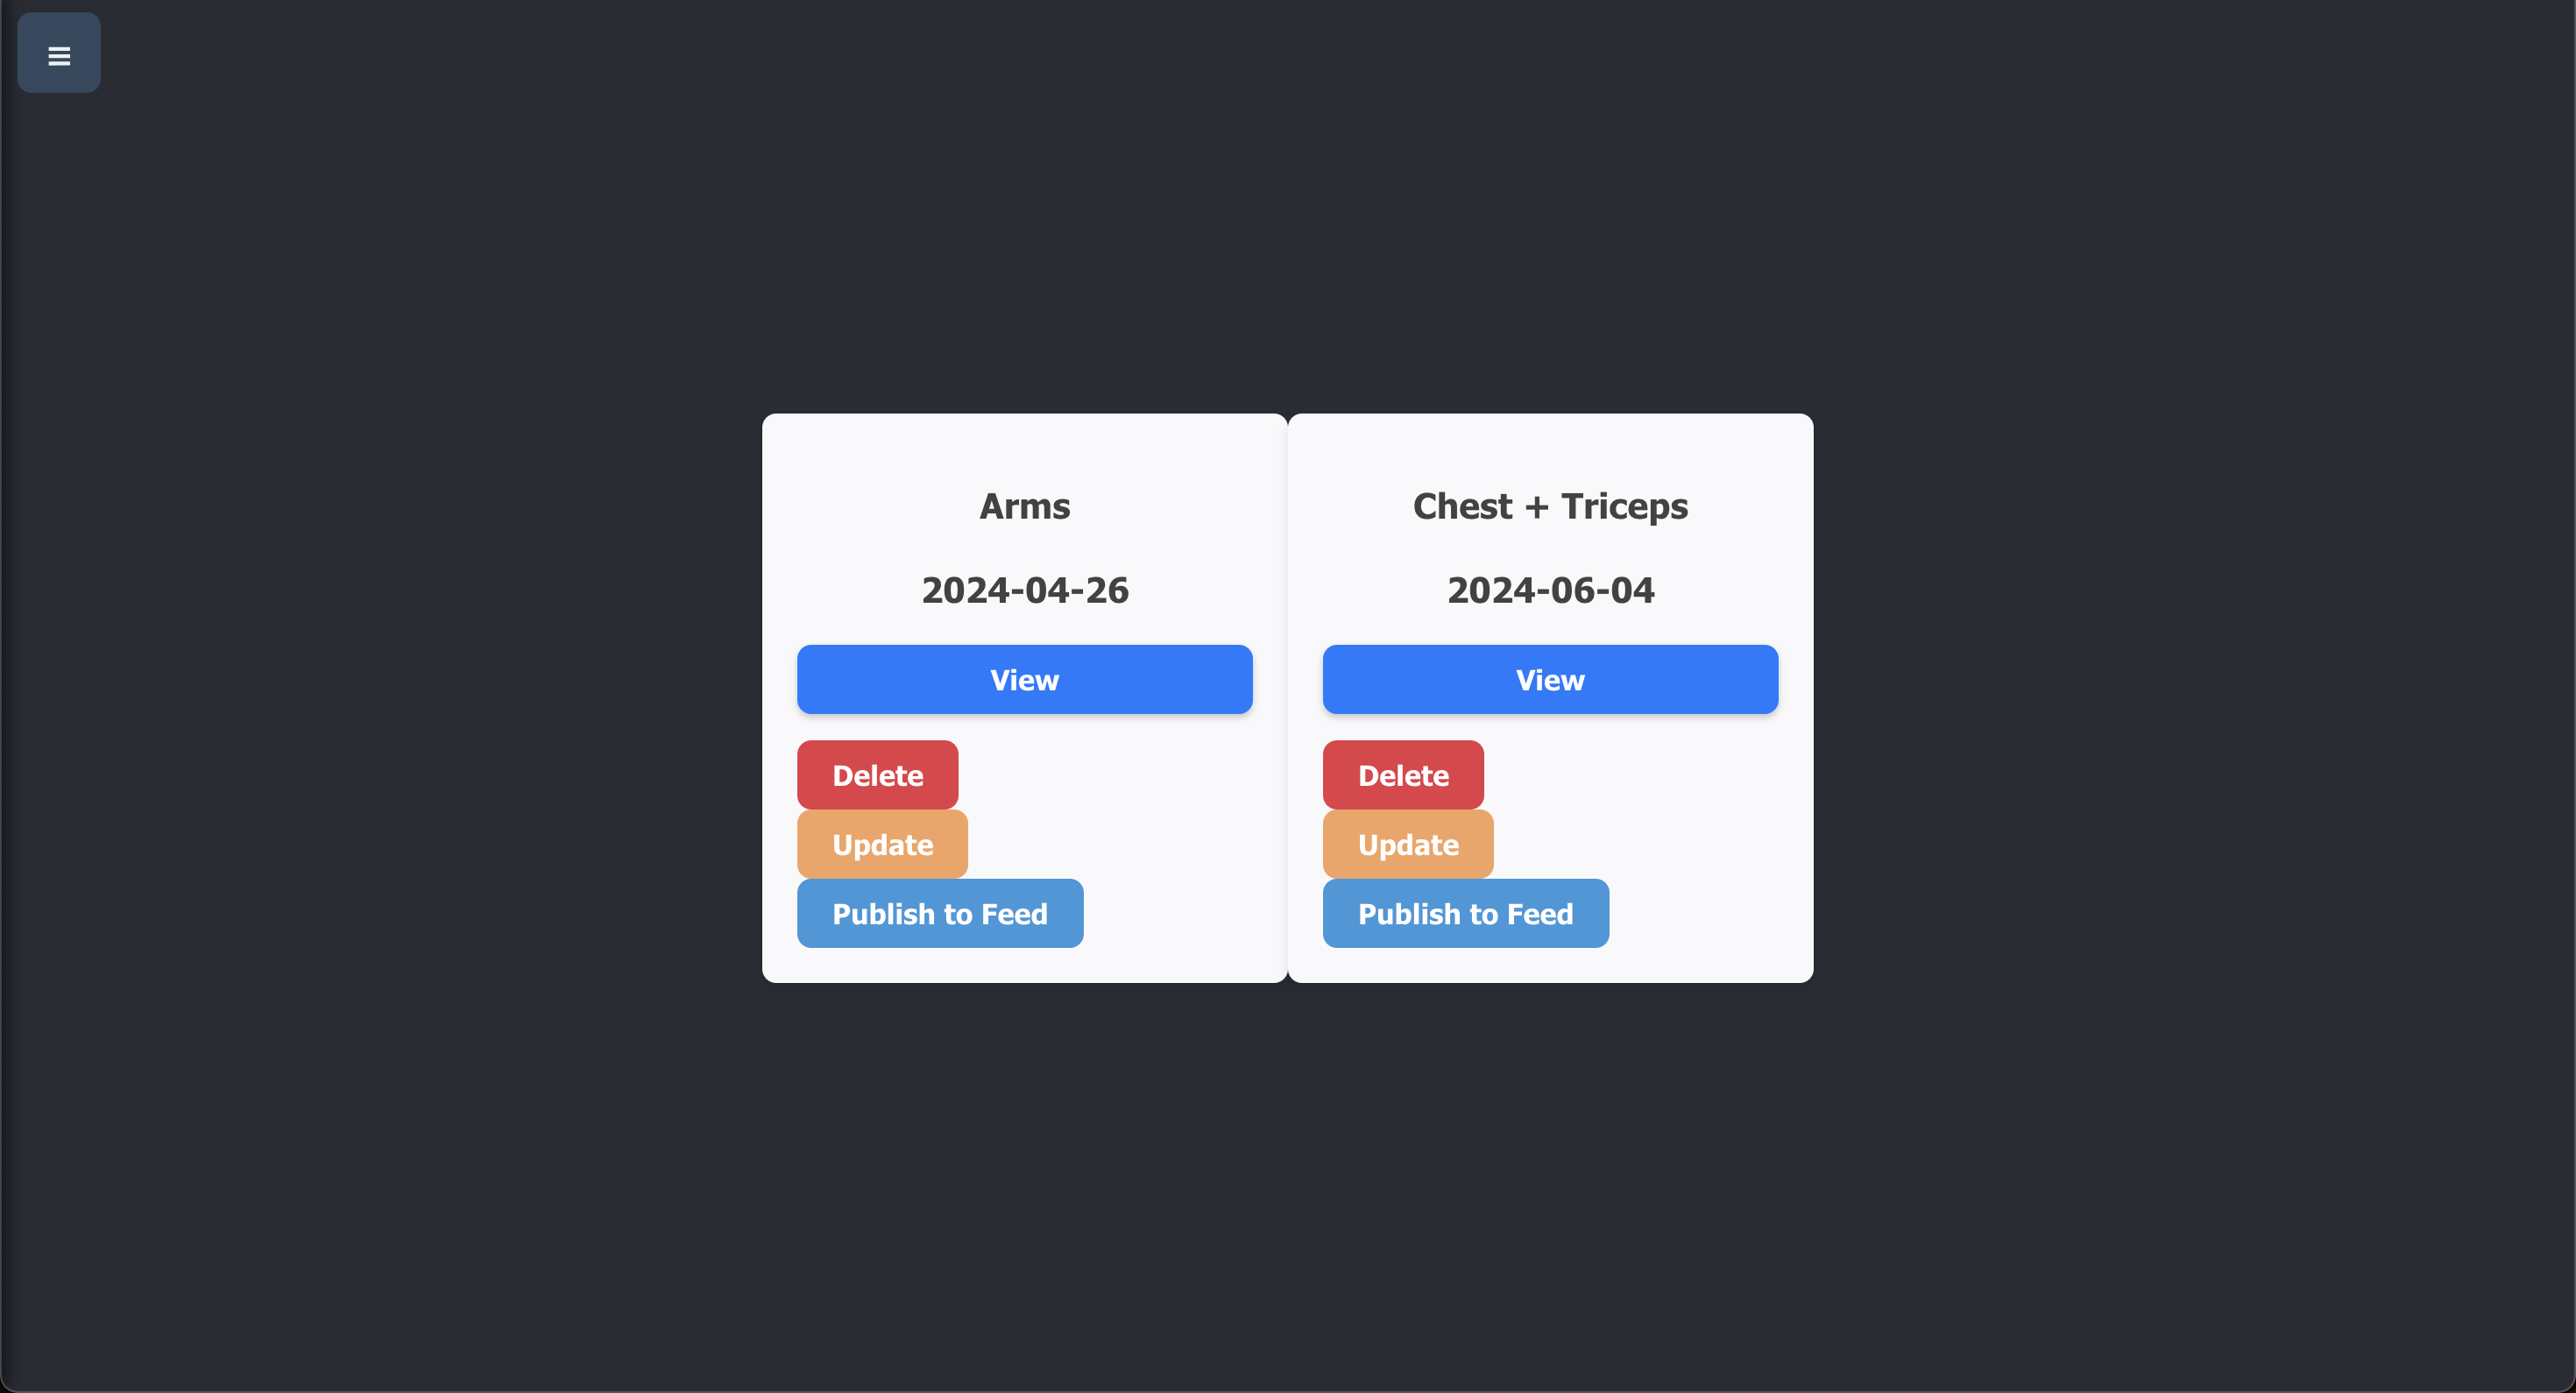 Arms
2024-04-26
View
Delete
Update
Publish to Feed
Chest + Triceps
2024-06-04
View
Delete
Update
Publish to Feed